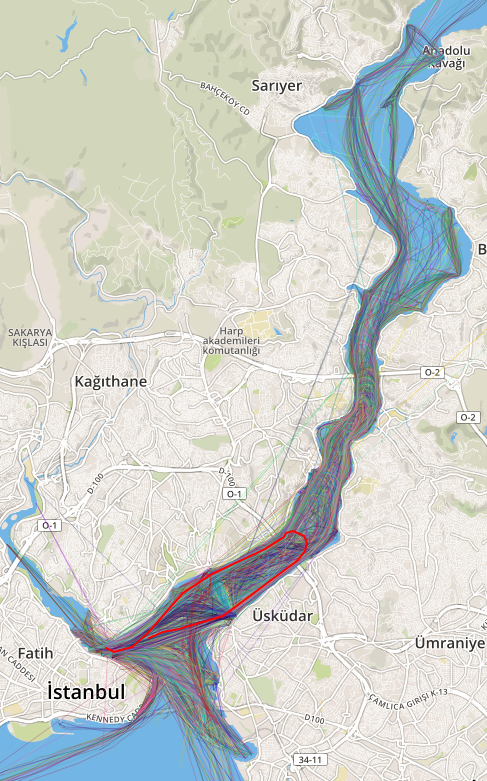 Anadolu
Kavağı
Sarıyer
BAHÇEKÖY CD
B
SAKARYA
KIŞLASI
Harp
akademileri
komutanlığı
O-2
Kağıthane
O-2
D-100
D-100
O-1
O-1
Üsküdar
Ümraniye
Fatih
AN CADDESİ
İstanbul
KENNEDY CAD
ÇAMLICA GİRİŞİ K-13
D100
34-11